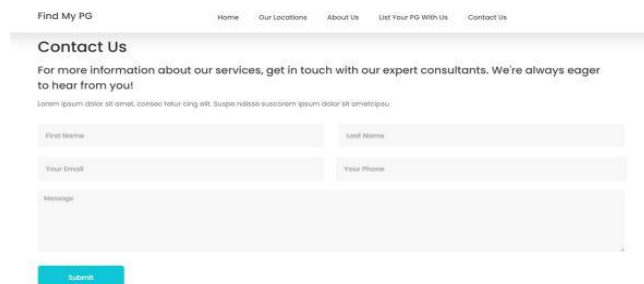 Find My PG
Home Our Locations About Us List Your PG With Us Contact Us
Contact Us
For more information about our services, get in touch with our expert consultants. We're always eager
to hear from you!
Lorem ipsum dolor sit amet, consec tetur cing elit. Suspe ndisse suscorem ipsum dolor sit ametcipsu
First Name Last Name
Your Email Your Phone
Message
Submit